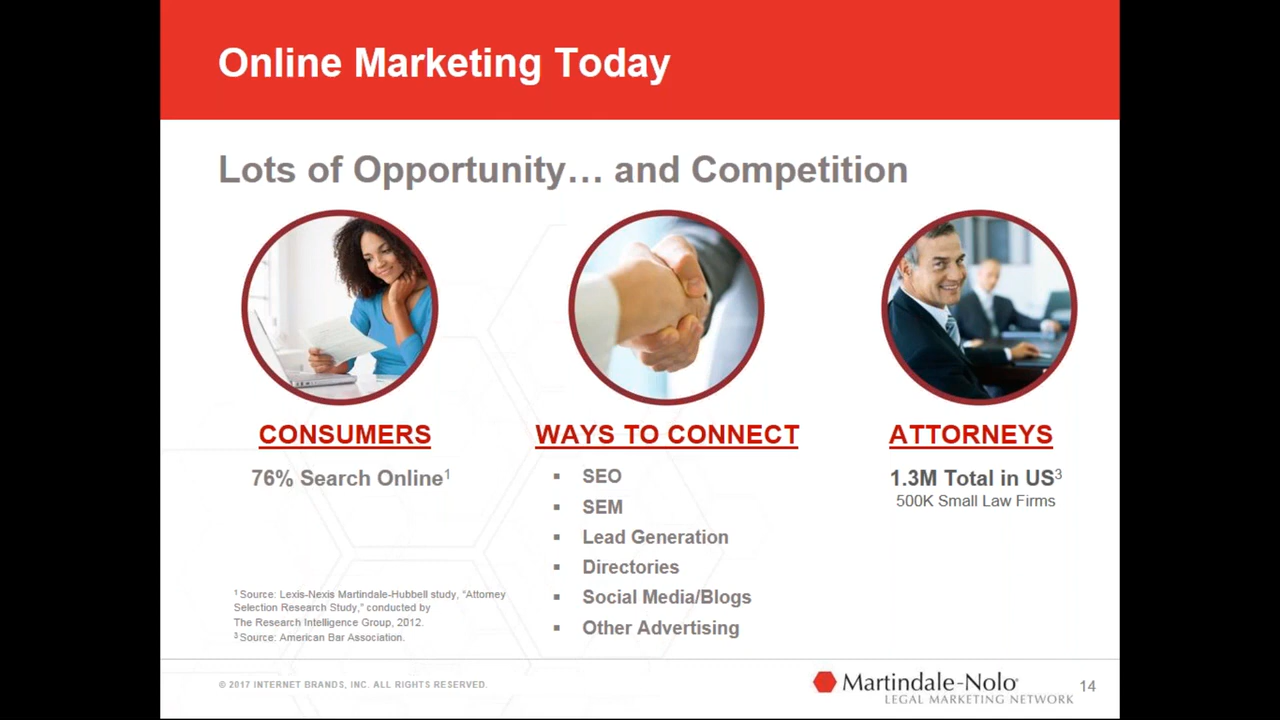 Online Marketing Today
Lots of Opportunity… and Competition
CONSUMERS
76% Search Online¹
WAYS TO CONNECT
▪ SEO
▪ SEM
▪ Lead Generation
▪ Directories
▪ Social Media/Blogs
▪ Other Advertising
ATTORNEYS
1.3M Total in US³
500K Small Law Firms
¹ Source: Lexis-Nexis Martindale-Hubbell study, “Attorney
Selection Research Study,” conducted by
The Research Intelligence Group, 2012.
³ Source: American Bar Association.
© 2017 INTERNET BRANDS, INC. ALL RIGHTS RESERVED.
Martindale-Nolo®
LEGAL MARKETING NETWORK
14